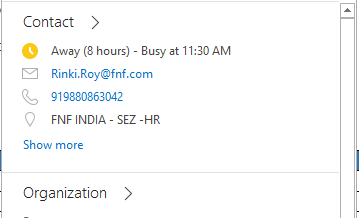 Contact
Away (8 hours) - Busy at 11:30 AM
Rinki.Roy@fnf.com
919880863042
FNF INDIA - SEZ -HR
Show more
Organization